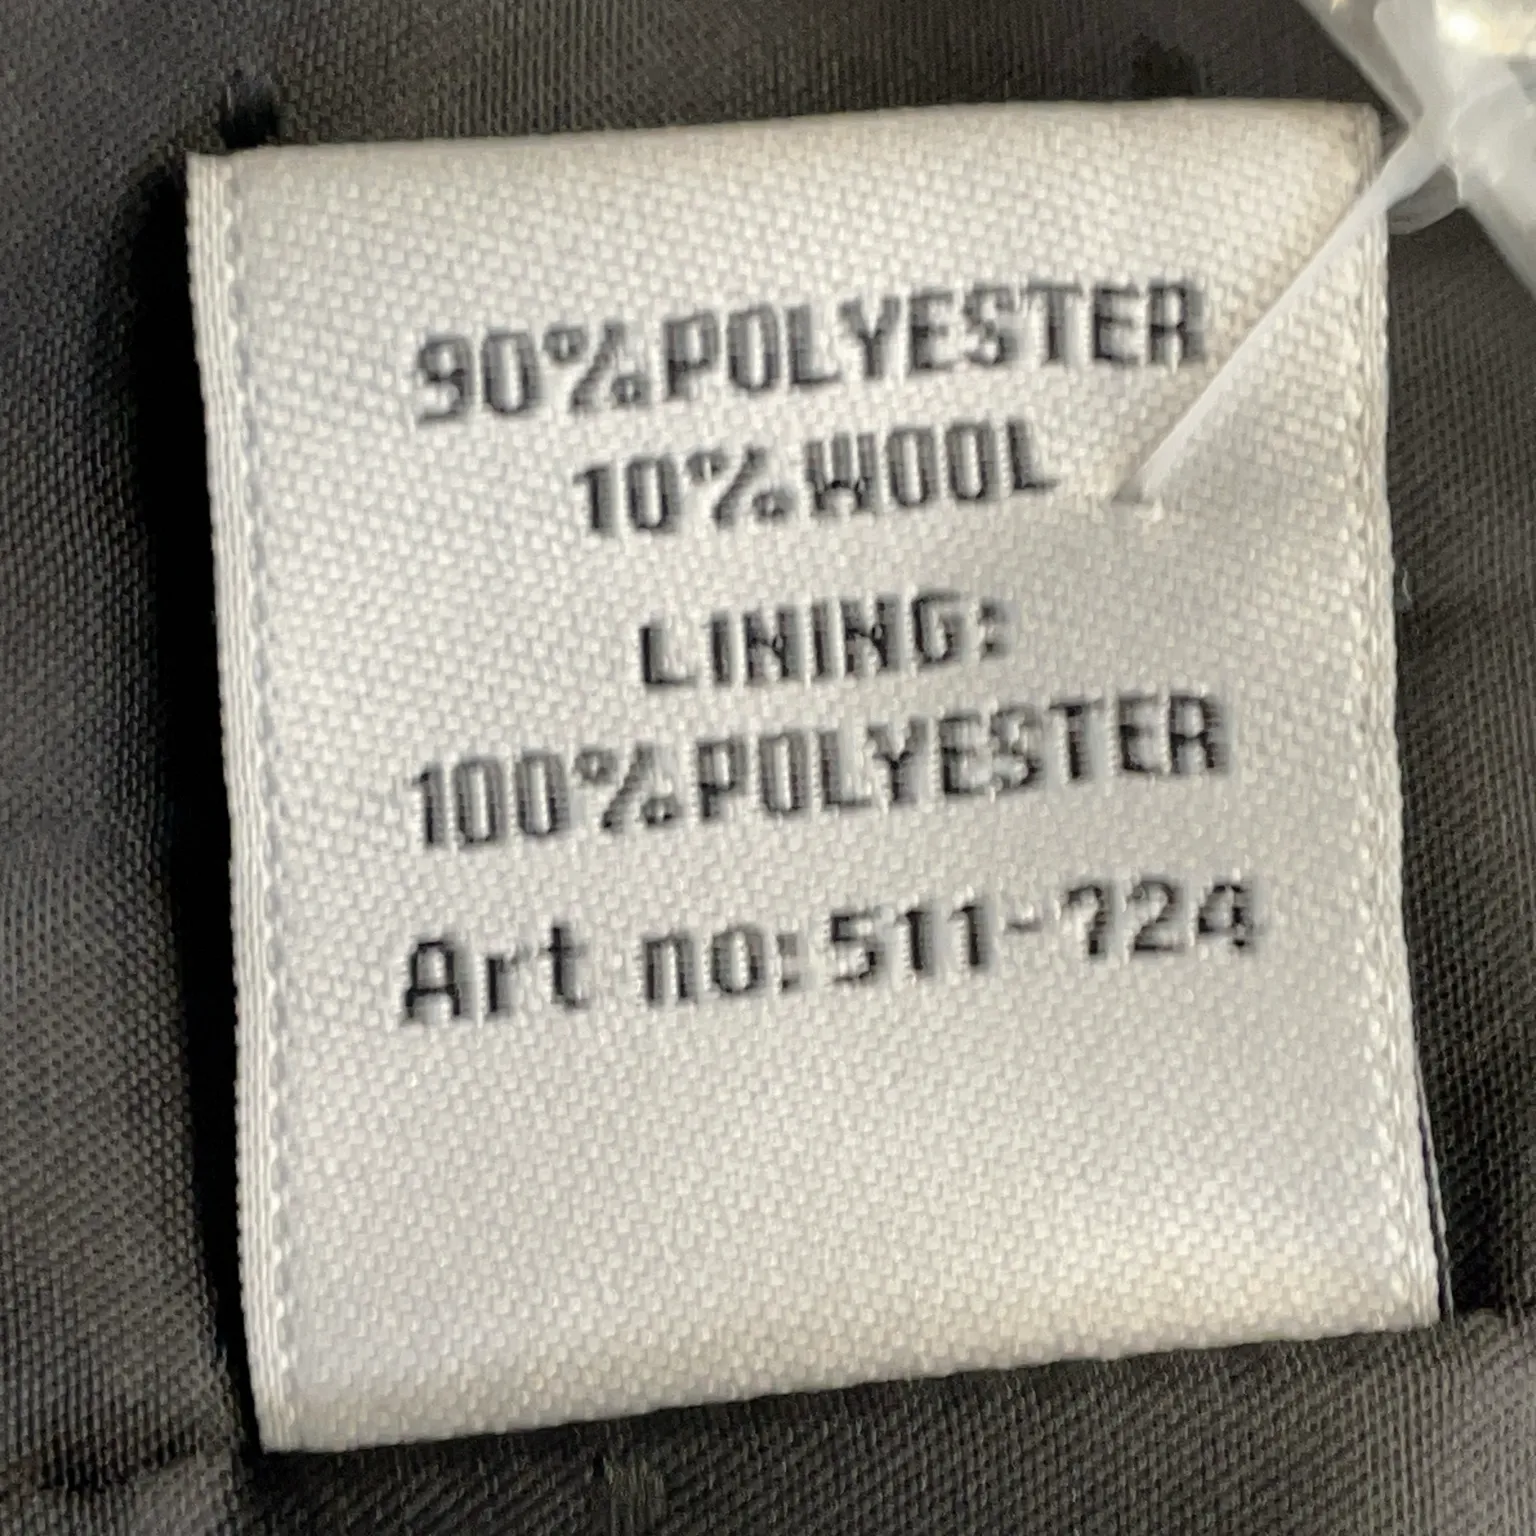 90%POLYESTER
10%WOOL
LINING:
100%POLYESTER
Art no:511-724